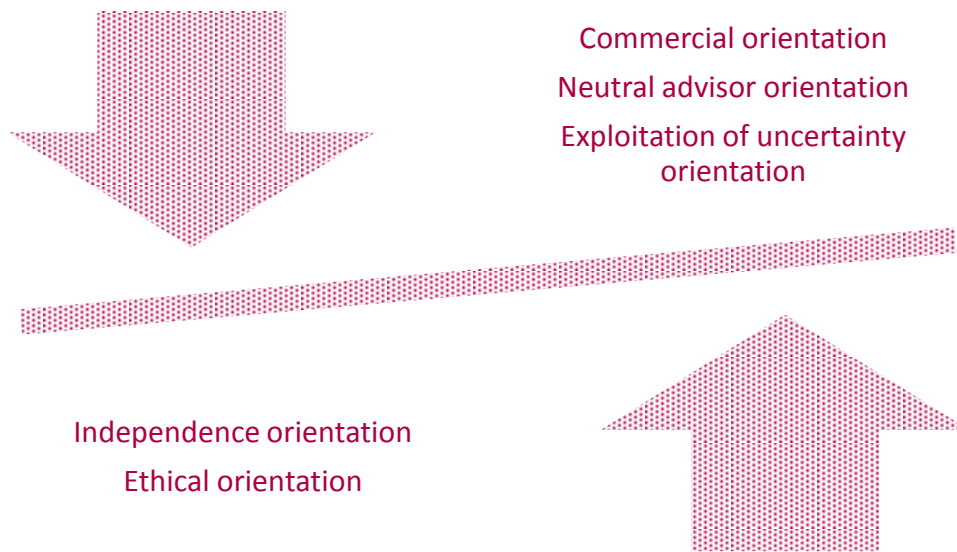 Commercial orientation
Neutral advisor orientation
Exploitation of uncertainty
orientation
Independence orientation
Ethical orientation